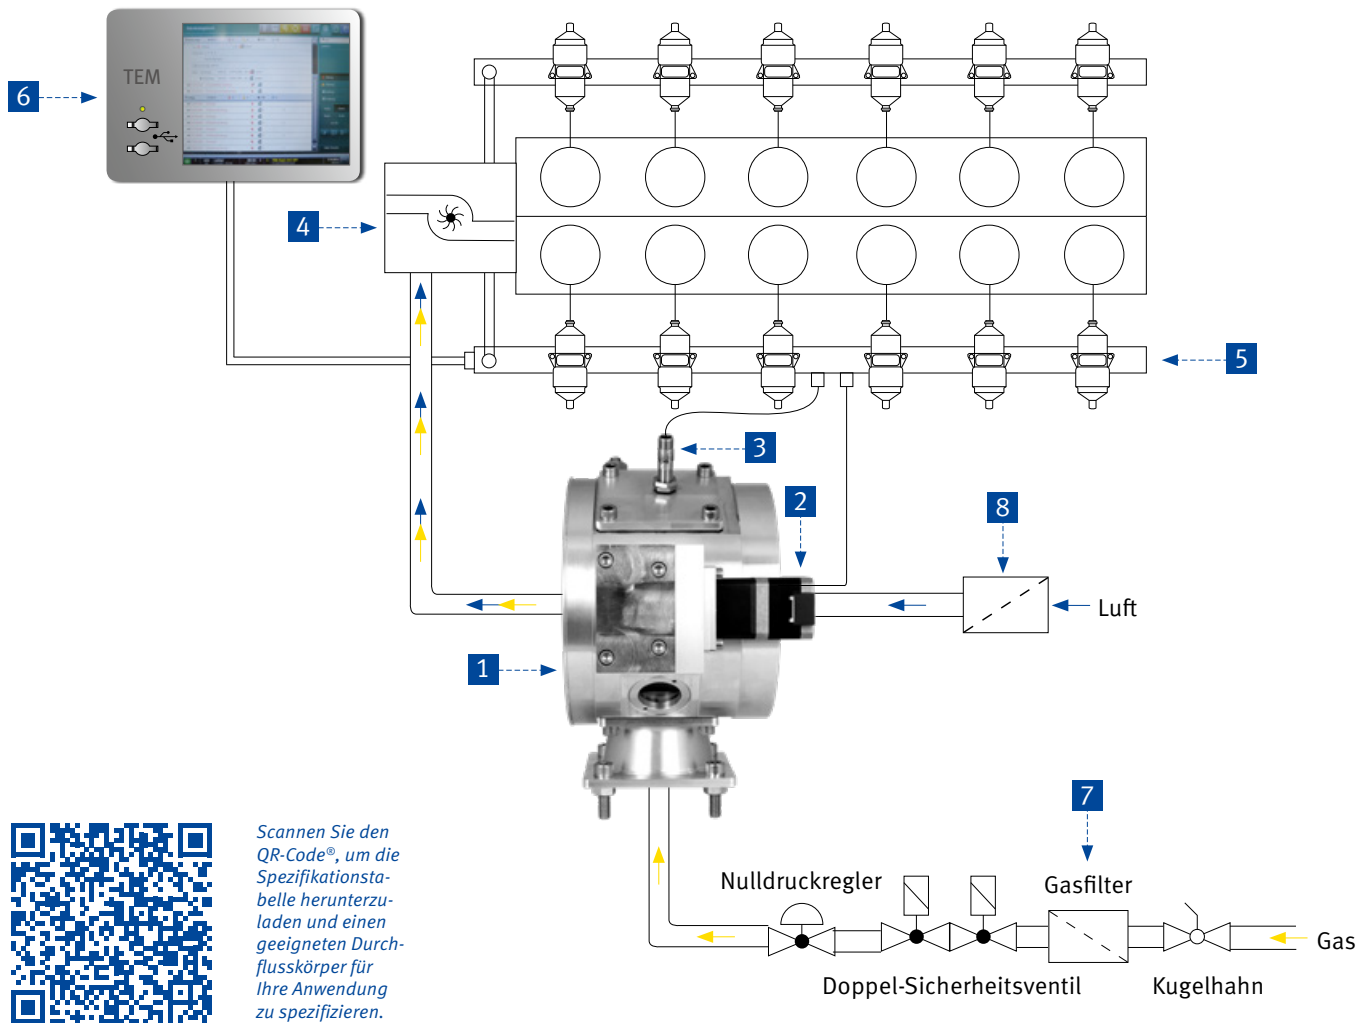 TEM
6
4
5
3
2
8
Luft
1
7
Nulldruckregler
Gasfilter
Gas
Doppel-Sicherheitsventil
Kugelhahn
Scannen Sie den
QR-Code®, um die
Spezifikationsta-
belle herunterzu-
laden und einen
geeigneten Durch-
flusskörper für
Ihre Anwendung
zu spezifizieren.